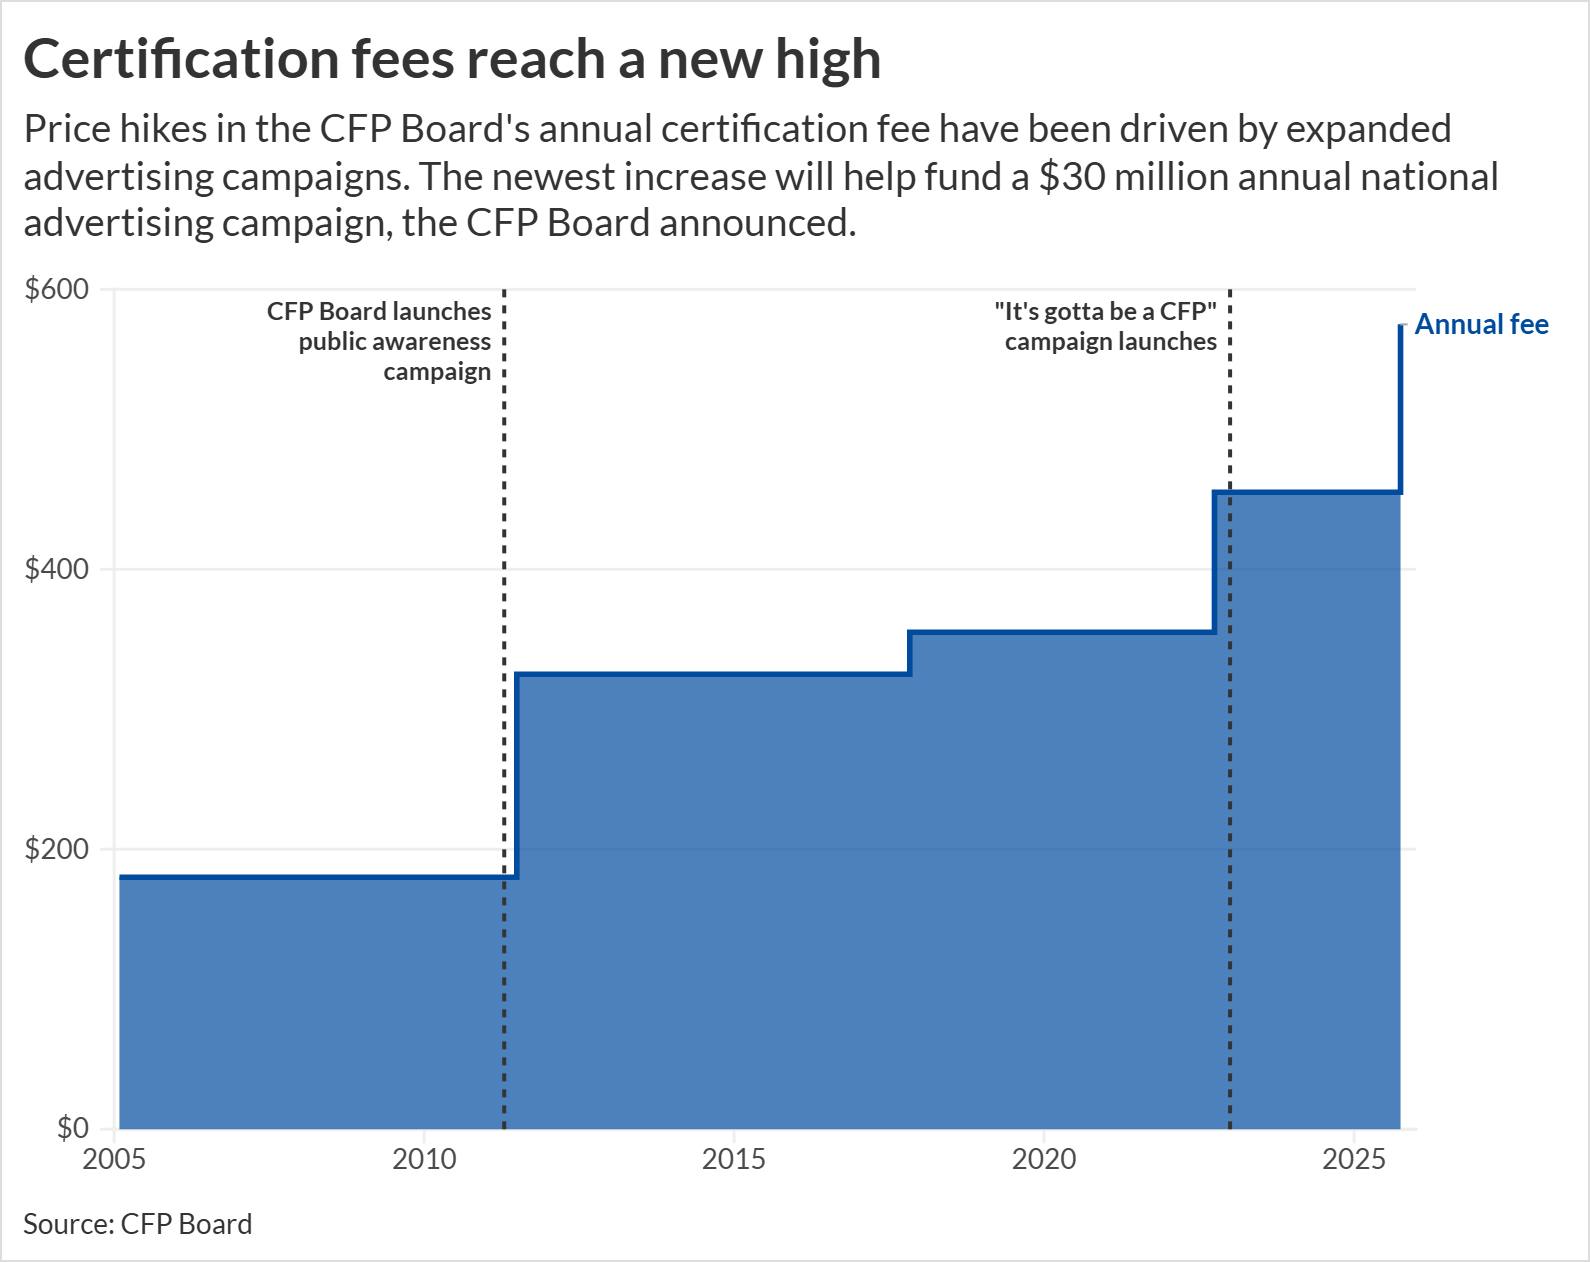 Certification fees reach a new high
Price hikes in the CFP Board's annual certification fee have been driven by expanded
advertising campaigns. The newest increase will help fund a $30 million annual national
advertising campaign, the CFP Board announced.
$600
CFP Board launches
public awareness
campaign
"It's gotta be a CFP"
campaign launches
Annual fee
$400
$200
$0
2005 2010 2015 2020 2025
Source: CFP Board